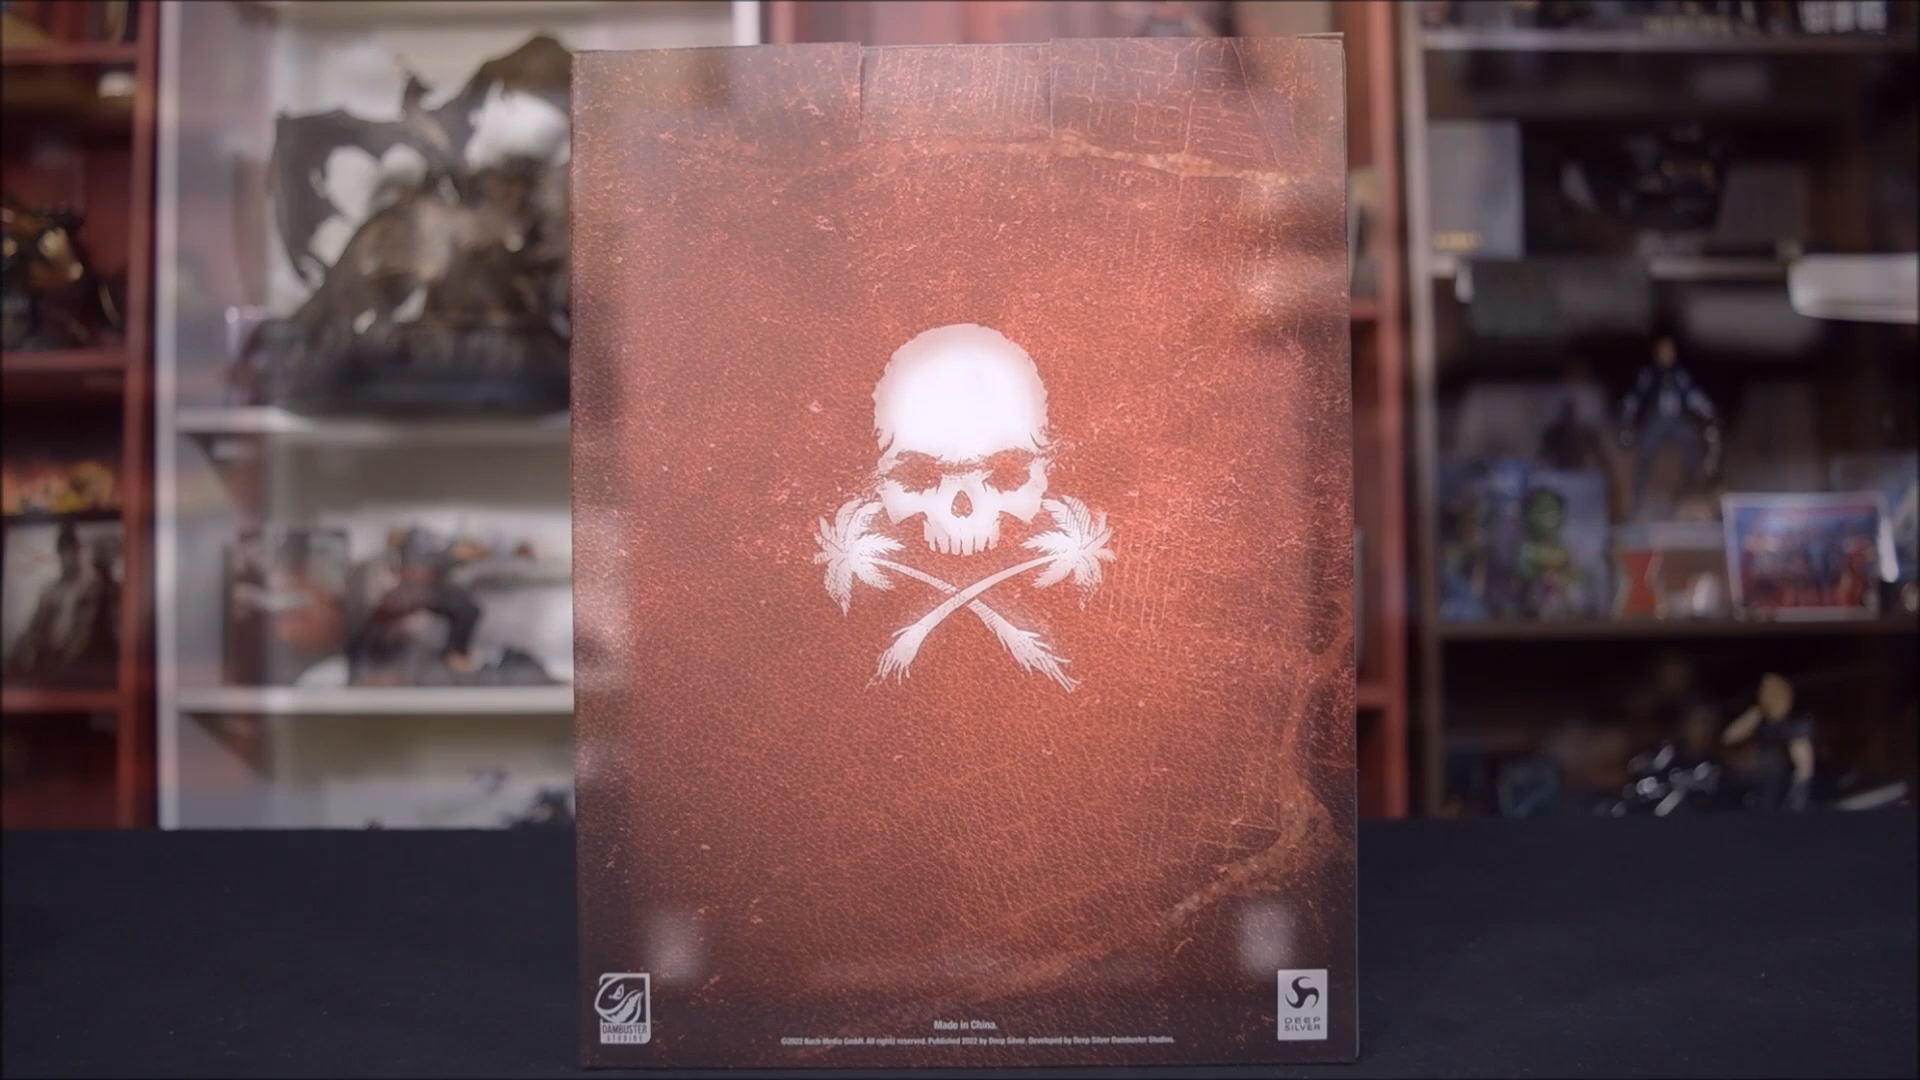 DAMBUSTER
STUDIOS
DEEP
SILVER
Made in China.
©2022 Koch Media GmbH. All rights reserved. Published 2022 by Deep Silver. Developed by Deep Silver Dambuster Studios.